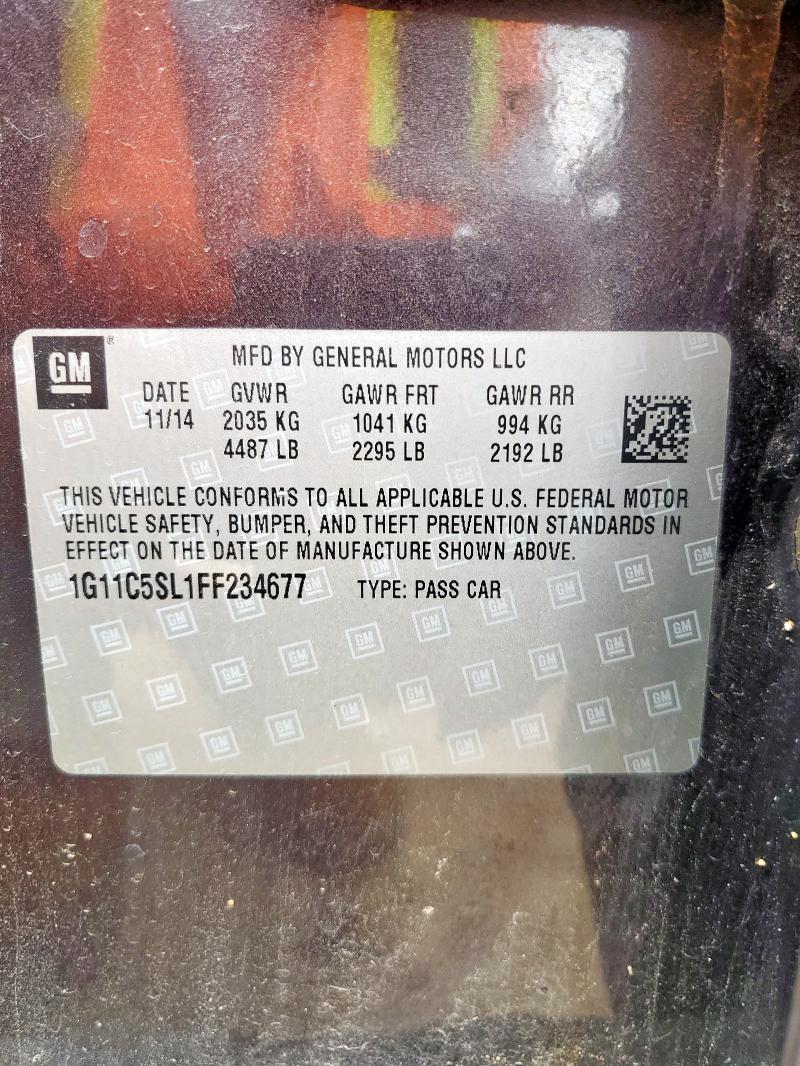 GM ®
MFD BY GENERAL MOTORS LLC
DATE GVWR GAWR FRT GAWR RR
11/14 2035 KG 1041 KG 994 KG
4487 LB 2295 LB 2192 LB
THIS VEHICLE CONFORMS TO ALL APPLICABLE U.S. FEDERAL MOTOR
VEHICLE SAFETY, BUMPER, AND THEFT PREVENTION STANDARDS IN
EFFECT ON THE DATE OF MANUFACTURE SHOWN ABOVE.
1G11C5SL1FF234677 TYPE: PASS CAR